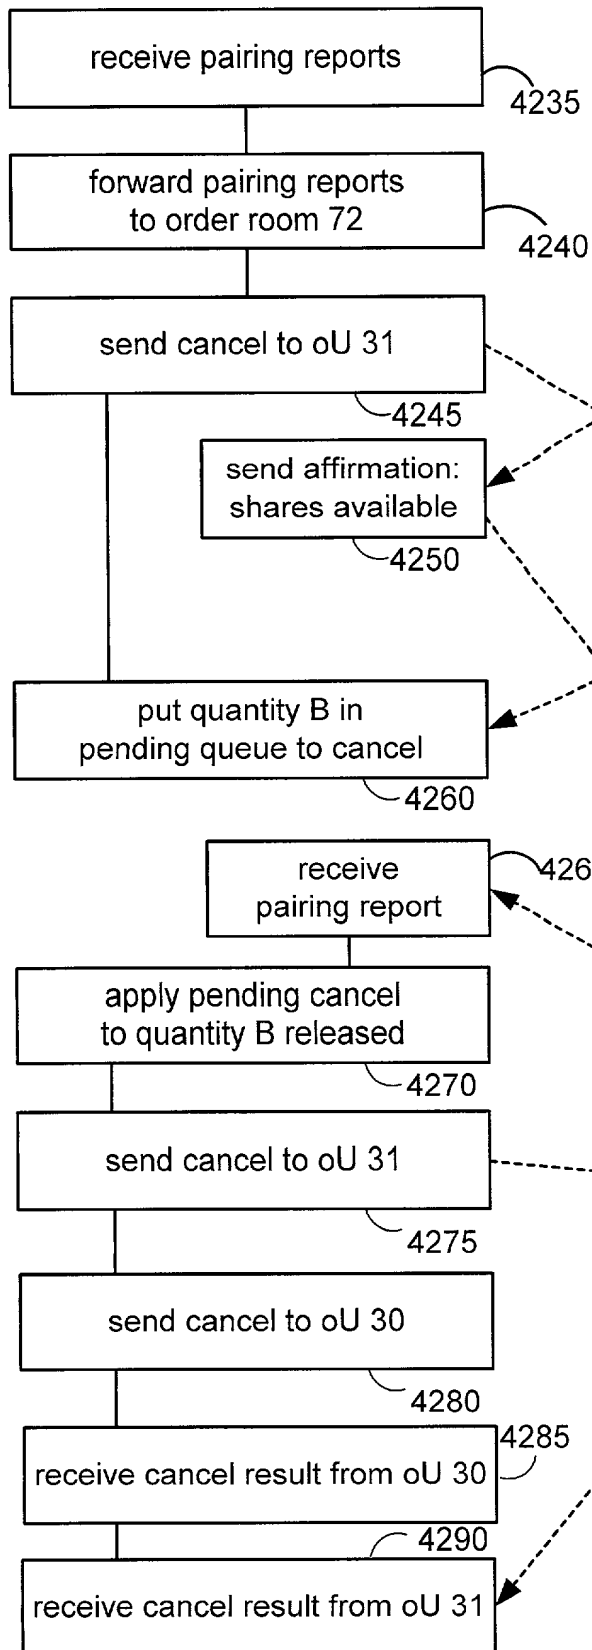 receive pairing reports
4235
forward pairing reports
to order room 72
4240
send cancel to oU 31
4245
send affirmation:
shares available
4250
put quantity B in
pending queue to cancel
4260
receive
pairing report
426
apply pending cancel
to quantity B released
4270
send cancel to oU 31
4275
send cancel to oU 30
4280
receive cancel result from oU 30
4285
4290
receive cancel result from oU 31